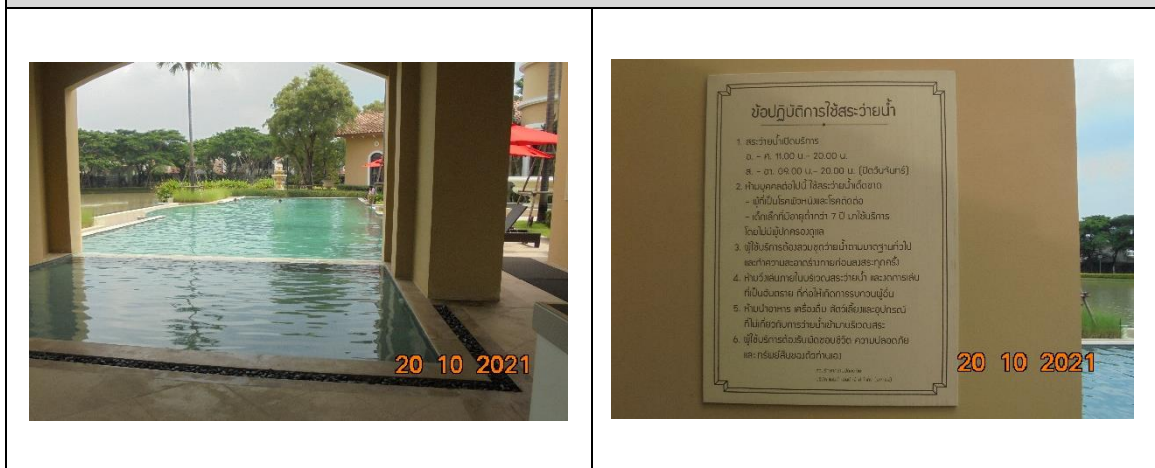 20 10 2021
ข้อปฏิบัติการใช้สระว่ายน้ำ
1. สระว่ายน้ำเปิดบริการ
อ. - ศ. 11.00 น. - 20.00 น.
ส. - อา. 09.00 น. - 20.00 น. (ปิดวันจันทร์)
2. ห้ามบุคคลต่อไปนี้ ใช้สระว่ายน้ำเด็ดขาด
- ผู้ที่เป็นโรคผิวหนังและโรคติดต่อ
- เด็กเล็กที่มีอายุต่ำกว่า 7 ปี มาใช้บริการ
โดยไม่มีผู้ปกครองดูแล
3. ผู้ใช้บริการต้องสวมชุดว่ายน้ำตามมาตรฐานทั่วไป
และทำความสะอาดร่างกายก่อนลงสระทุกครั้ง
4. ห้ามวิ่งเล่นภายในบริเวณสระว่ายน้ำ และงดการเล่น
ที่เป็นอันตราย ที่ก่อให้เกิดการรบกวนผู้อื่น
5. ห้ามนำอาหาร เครื่องดื่ม สัตว์เลี้ยงและอุปกรณ์
ที่ไม่เกี่ยวกับการว่ายน้ำเข้ามาบริเวณสระ
6. ผู้ใช้บริการต้องรับผิดชอบชีวิต ความปลอดภัย
และ ทรัพย์สินของตัวท่านเอง
20 10 2021